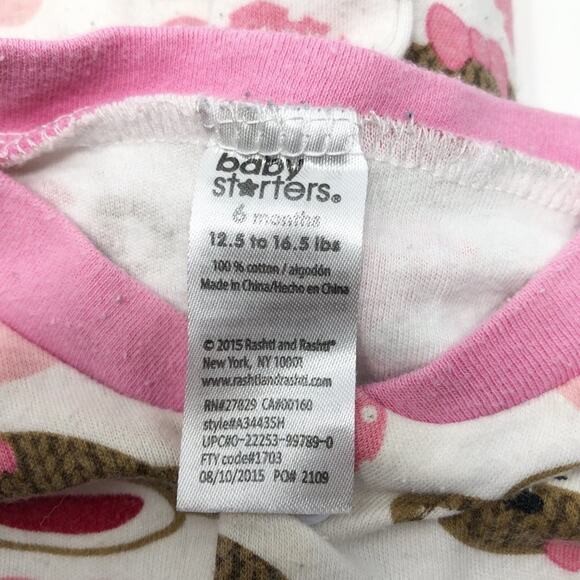 baby
starters®
6 months
12.5 to 16.5 lbs
100% cotton / algodón
Made in China/Hecho en China
© 2015 Rashti and Rashti®
New York, NY 10001
www.rashtiandrashti.com
RN#27829 CA#00160
style#A34435H
UPC#0-22253-99789-0
FTY code#1703
08/10/2015 PO# 2109